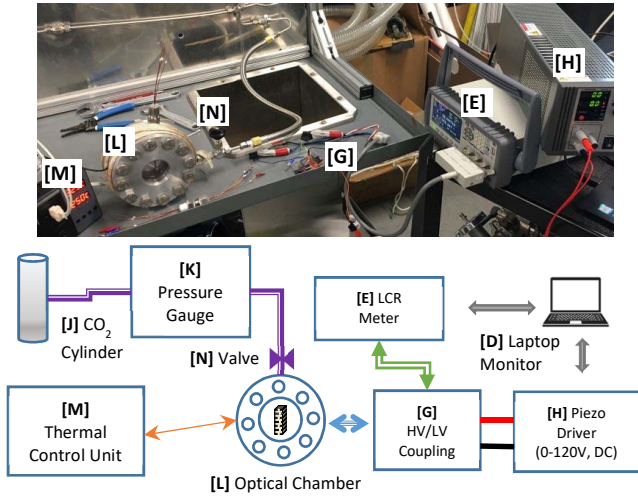 [H]
[E]
[N]
[L]
[G]
[M]
[K]
Pressure
Gauge
[E] LCR
Meter
[J] CO2
Cylinder
[D] Laptop
Monitor
[N] Valve
[M]
Thermal
Control Unit
[G]
HV/LV
Coupling
[H] Piezo
Driver
(0-120V, DC)
[L] Optical Chamber